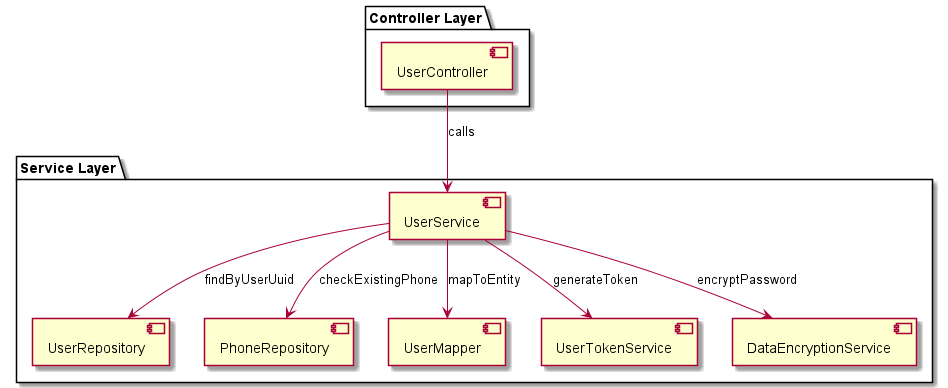 Controller Layer
UserController
calls
Service Layer
UserService
findByUserUuid
checkExistingPhone
mapToEntity
generateToken
encryptPassword
UserRepository
PhoneRepository
UserMapper
UserTokenService
DataEncryptionService